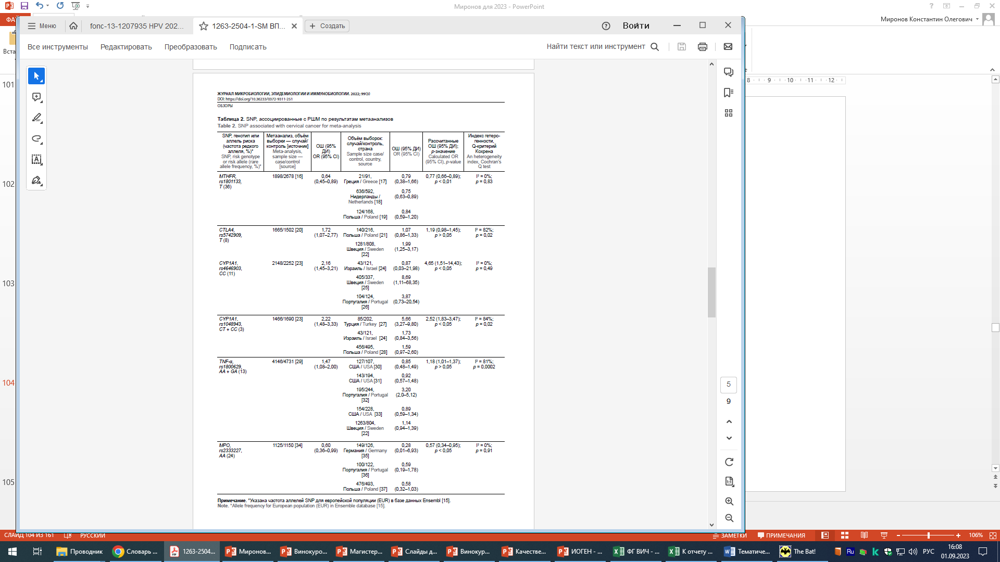 Миронов для 2023 - PowerPoint
Миронов Константин Олегович
Меню
fonc-13-1207935 HPV 202...
1263-2504-1-SM ВП...
Создать
Войти
Все инструменты
Редактировать
Преобразовать
Подписать
Найти текст или инструмент
ЖУРНАЛ МИКРОБИОЛОГИИ, ЭПИДЕМИОЛОГИИ И ИММУНОБИОЛОГИИ. 2022; 99(3)
DOI: https://doi.org/10.36233/0372-9311-251
ОБЗОРЫ
Таблица 2. SNP, ассоциированные с РШМ по результатам метаанализов
Table 2. SNP associated with cervical cancer for meta-analysis
SNP, генотип или
аллель риска
(частота редкого
аллеля, %)*
SNP, risk genotype
or risk allele (rare
allele frequency, %)*
Метаанализ, объём
выборки — случай/
контроль [источник]
Meta-analysis,
sample size —
case/control
[source]
ОШ (95%
ДИ)
OR (95% CI)
Объём выборок:
случай/контроль,
страна
Sample size case/
control, country,
source
ОШ (95% ДИ)
OR (95% CI)
Рассчитанные
ОШ (95% ДИ);
p-значение
Calculated OR
(95% CI), p-value
Индекс гетеро-
генности,
Q-критерий
Кохрена
An heterogeneity
index, Cochran's
Q test
MTHFR,
rs1801133,
T (36)
1898/2678 [16]
0,64
(0,45–0,89)
21/91,
Греция / Greece [17]
0,79
(0,38–1,66)
0,77 (0,66–0,89);
p < 0,01
I² = 0%;
p = 0,83
636/592,
Нидерланды /
Netherlands [18]
0,75
(0,63–0,89)
124/168,
Польша / Poland [19]
0,84
(0,59–1,20)
CTLA4,
rs5742909,
T (8)
1665/1502 [20]
1,72
(1,07–2,77)
140/216,
Польша / Poland [21]
1,07
(0,86–1,33)
1,19 (0,98–1,45);
p > 0,05
I² = 82%;
p = 0,02
1281/808,
Швеция / Sweden
[22]
1,99
(1,25–3,17)
CYP1A1,
rs4646903,
CC (11)
2148/2252 [23]
2,16
(1,45–3,21)
43/121,
Израиль / Israel [24]
0,87
(0,03–21,98)
4,65 (1,51–14,43);
p < 0,05
I² = 0%;
p = 0,49
405/337,
Швеция / Sweden
[25]
8,69
(1,11–68,35)
104/124,
Португалия / Portugal
[26]
3,87
(0,73–20,54)
CYP1A1,
rs1048943,
CT + CC (3)
1466/1690 [23]
2,22
(1,48–3,33)
85/202,
Турция / Turkey [27]
5,66
(3,27–9,80)
2,52 (1,83–3,47);
p < 0,05
I² = 84%;
p = 0,02
43/121,
Израиль / Israel [24]
1,73
(0,84–3,56)
456/495,
Польша / Poland [28]
1,59
(0,97–2,60)
TNF-α,
rs1800629,
AA + GA (13)
4146/4731 [29]
1,47
(1,08–2,00)
127/107,
США / USA [30]
0,85
(0,48–1,49)
1,18 (1,01–1,37);
p > 0,05
I² = 81%;
p = 0,0002
143/194,
США / USA [31]
0,92
(0,57–1,48)
195/244,
Португалия / Portugal
[32]
3,20
(2,0–5,12)
154/228,
США / USA [33]
0,89
(0,59–1,34)
1263/804,
Швеция / Sweden
[22]
1,14
(0,94–1,39)
MPO,
rs2333227,
AA (24)
1125/1150 [34]
0,60
(0,36–0,99)
149/126,
Германия / Germany
[35]
0,28
(0,01–6,93)
0,57 (0,34–0,95);
p < 0,05
I² = 0%;
p = 0,91
100/122,
Португалия / Portugal
[36]
0,59
(0,19–1,78)
476/493,
Польша / Poland [37]
0,58
(0,32–1,03)
Примечание. *Указана частота аллелей SNP для европейской популяции (EUR) в базе данных Ensembl [15].
Note. *Allele frequency for European population (EUR) in Ensemble database [15].
5
9
101
102
103
104
105
8 9 10 11 12
СЛАЙД 104 ИЗ 161
РУССКИЙ
ЗАМЕТКИ
ПРИМЕЧАНИЯ
106%
Проводник
Словарь ...
1263-2504...
Миронов...
Винокуро...
Магистер...
Слайды д...
Винокур...
Качестве...
ИОГЕН - ...
ФГ ВИЧ - ...
К отчету ...
Тематиче...
The Bat!
Ru
РУС
16:08
01.09.2023